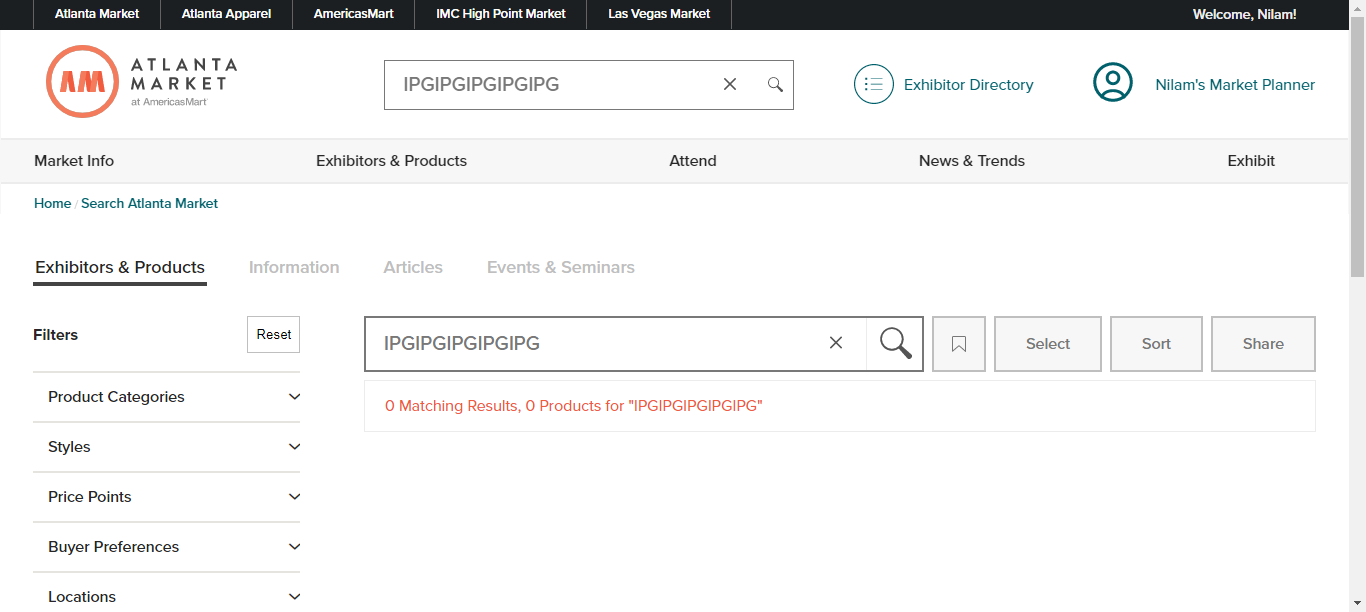 Atlanta Market Atlanta Apparel AmericasMart IMC High Point Market Las Vegas Market Welcome, Nilam!
AM
ATLANTA
MARKET
at AmericasMart
IPGIPGIPGIPGIPG
Exhibitor Directory
Nilam's Market Planner
Market Info Exhibitors & Products Attend News & Trends Exhibit
Home / Search Atlanta Market
Exhibitors & Products Information Articles Events & Seminars
Filters Reset
IPGIPGIPGIPGIPG
Select Sort Share
0 Matching Results, 0 Products for "IPGIPGIPGIPGIPG"
Product Categories
Styles
Price Points
Buyer Preferences
Locations